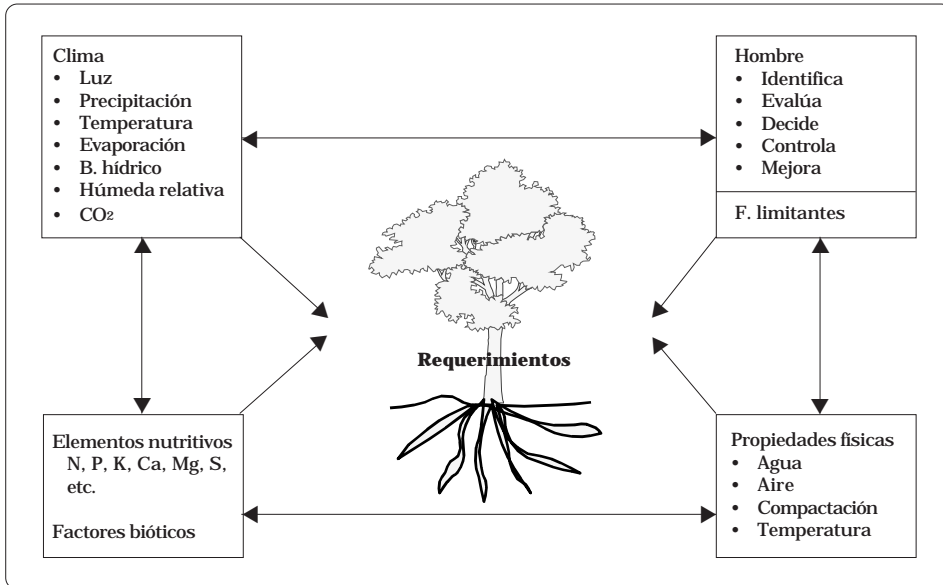 Clima
• Luz
• Precipitación
• Temperatura
• Evaporación
• B. hídrico
• Húmeda relativa
• CO2
Hombre
• Identifica
• Evalúa
• Decide
• Controla
• Mejora
F. limitantes
Requerimientos
Elementos nutritivos
N, P, K, Ca, Mg, S,
etc.
Factores bióticos
Propiedades físicas
• Agua
• Aire
• Compactación
• Temperatura